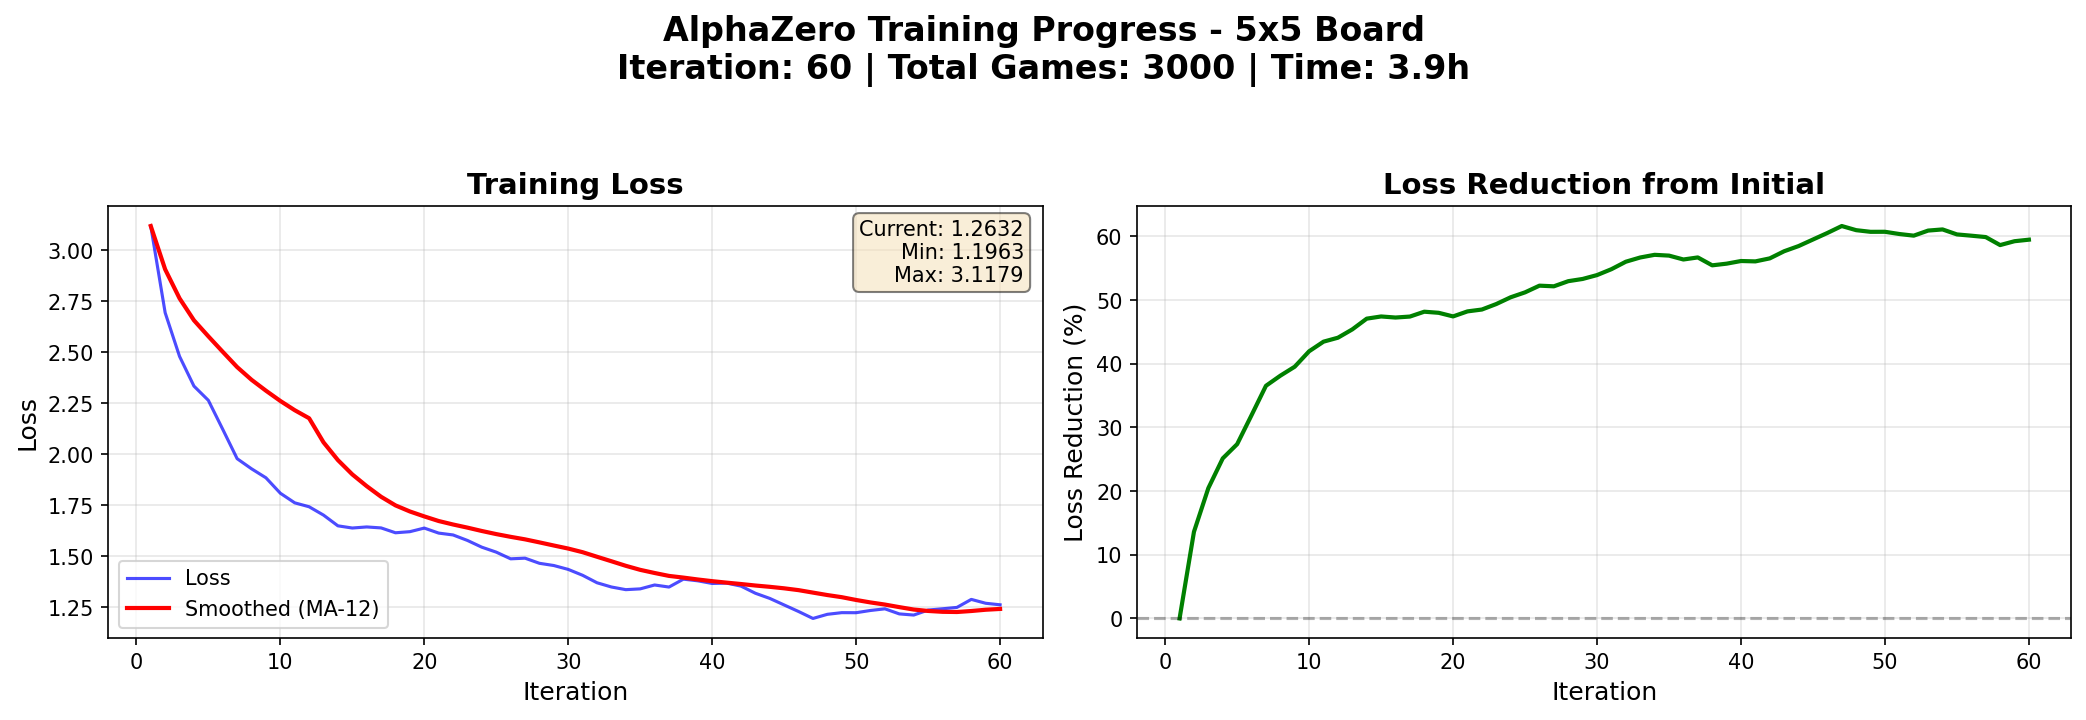 AlphaZero Training Progress - 5x5 Board
Iteration: 60 | Total Games: 3000 | Time: 3.9h
Training Loss
Current: 1.2632
Min: 1.1963
Max: 3.1179
Loss
3.00
2.75
2.50
2.25
2.00
1.75
1.50
1.25
Loss
Smoothed (MA-12)
0 10 20 30 40 50 60
Iteration
Loss Reduction from Initial
Loss Reduction (%)
60
50
40
30
20
10
0
0 10 20 30 40 50 60
Iteration